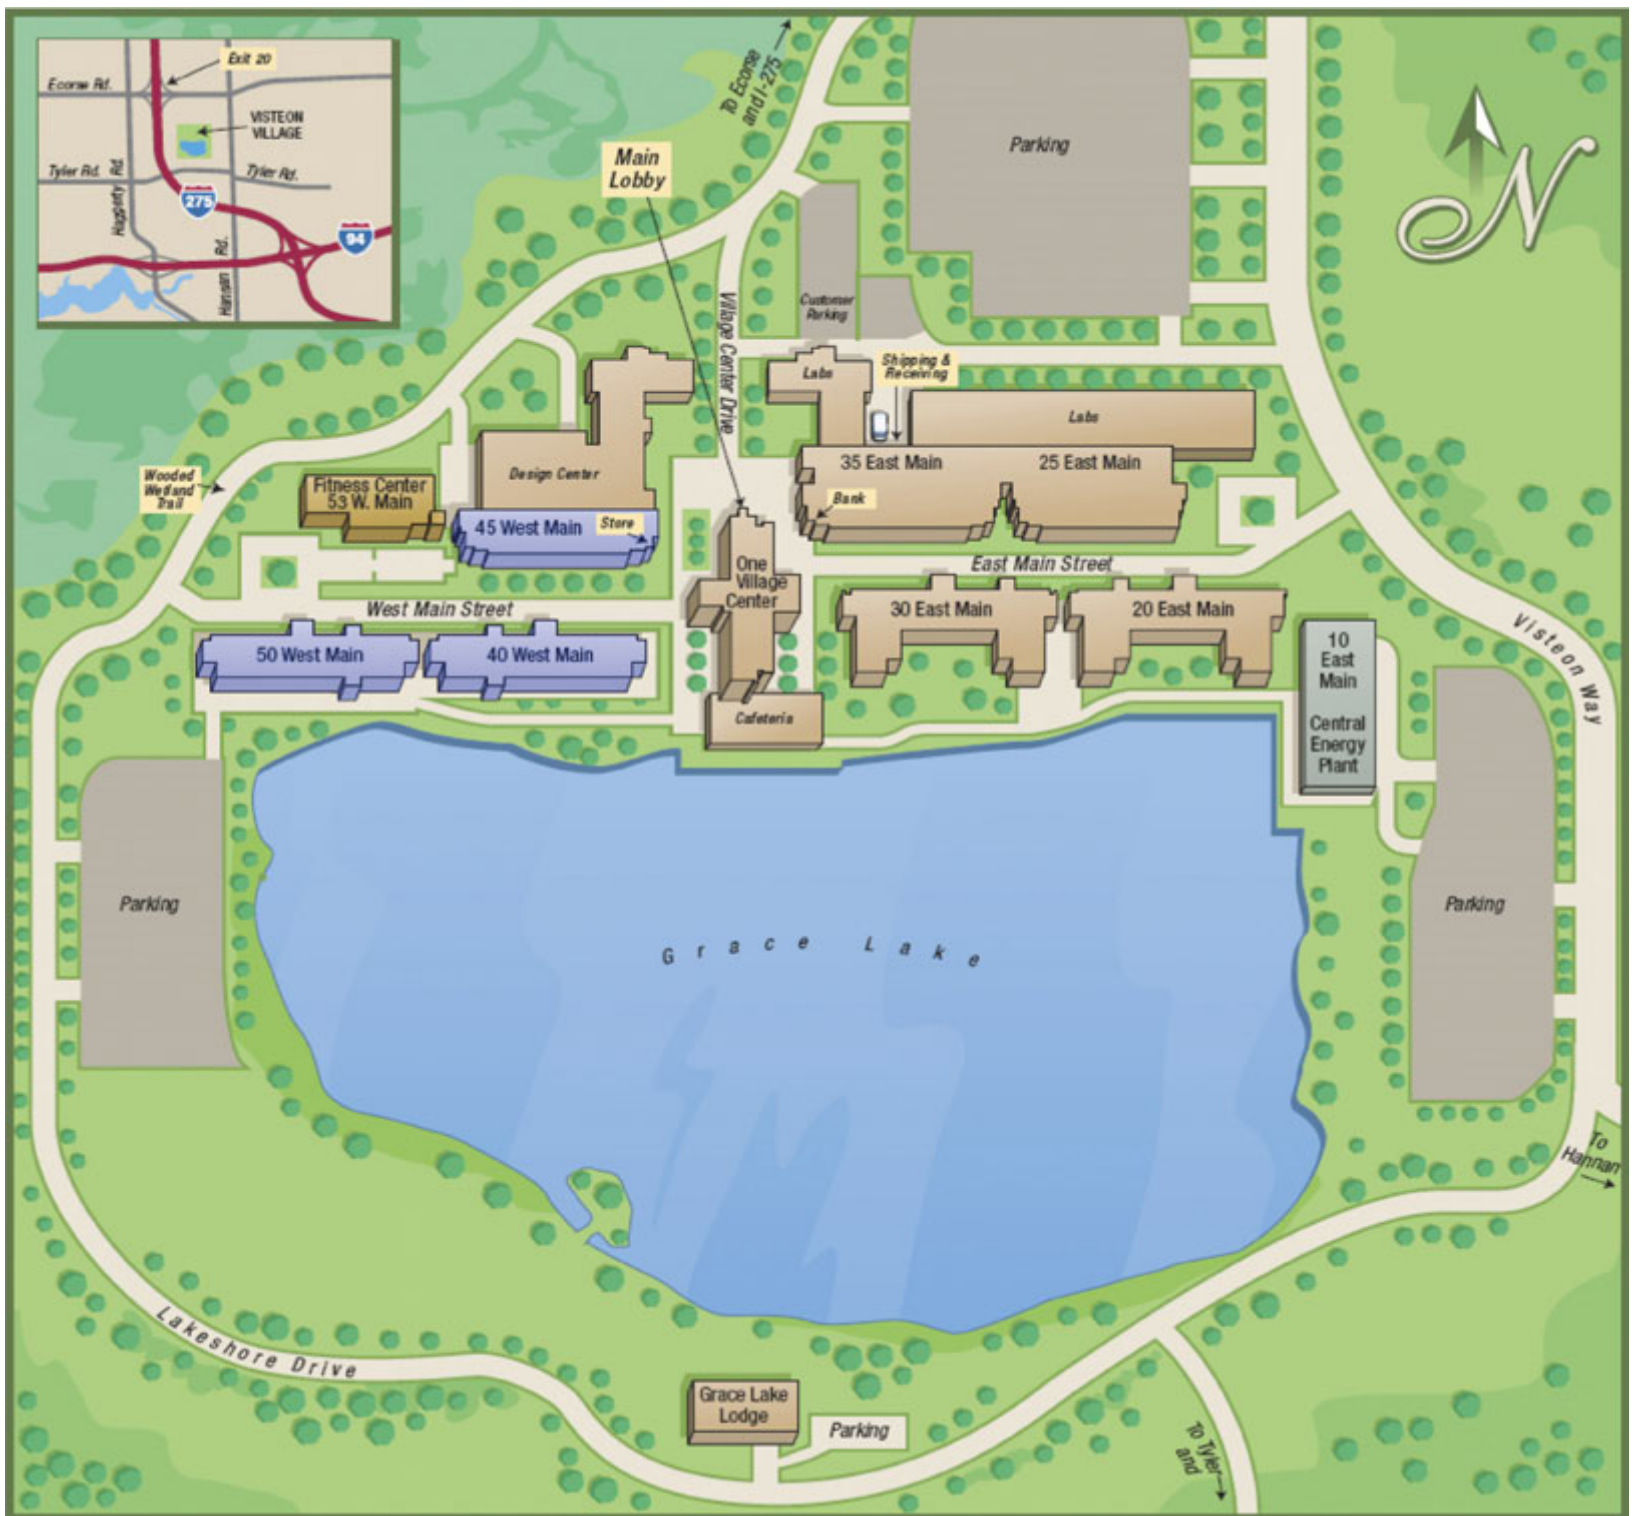 Exit 20
Ecorse Rd.
VISTEON
VILLAGE
Tyler Rd.
Tyler Rd.
Haggerty Rd.
275
94
Hannan Rd.
To Ecorse
and I-275
Main
Lobby
Parking
N
Village Center Drive
Customer
Parking
Labs
Shipping &
Receiving
Labs
35 East Main
25 East Main
Bank
Design Center
Wooded
Wetland
Trail
Fitness Center
53 W. Main
45 West Main
Store
One
Village
Center
East Main Street
West Main Street
30 East Main
20 East Main
50 West Main
40 West Main
10
East
Main
Central
Energy
Plant
Visteon Way
Cafeteria
Parking
Parking
Grace Lake
To
Hannan
Lakeshore Drive
Grace Lake
Lodge
Parking
To Tyler
and